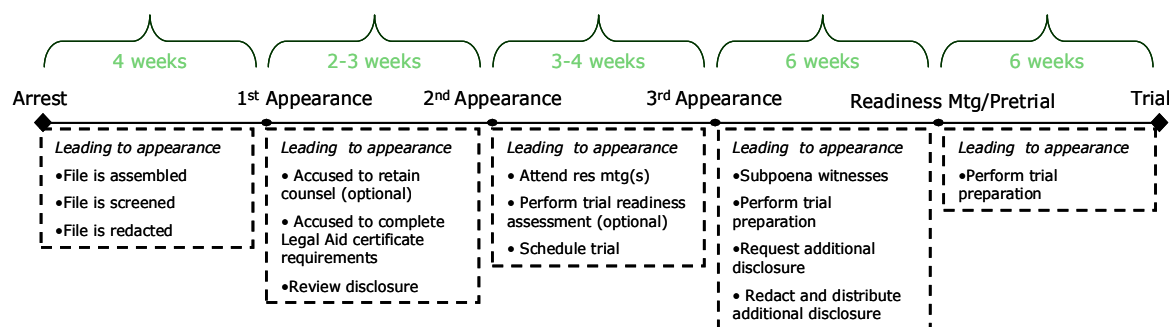 4 weeks
2-3 weeks
3-4 weeks
6 weeks
6 weeks
Arrest
1st Appearance
2nd Appearance
3rd Appearance
Readiness Mtg/Pretrial
Trial
Leading to appearance
•File is assembled
•File is screened
•File is redacted
Leading to appearance
• Accused to retain
counsel (optional)
• Accused to complete
Legal Aid certificate
requirements
•Review disclosure
Leading to appearance
• Attend res mtg(s)
• Perform trial readiness
assessment (optional)
• Schedule trial
Leading to appearance
•Subpoena witnesses
•Perform trial
preparation
•Request additional
disclosure
• Redact and distribute
additional disclosure
Leading to appearance
•Perform trial
preparation